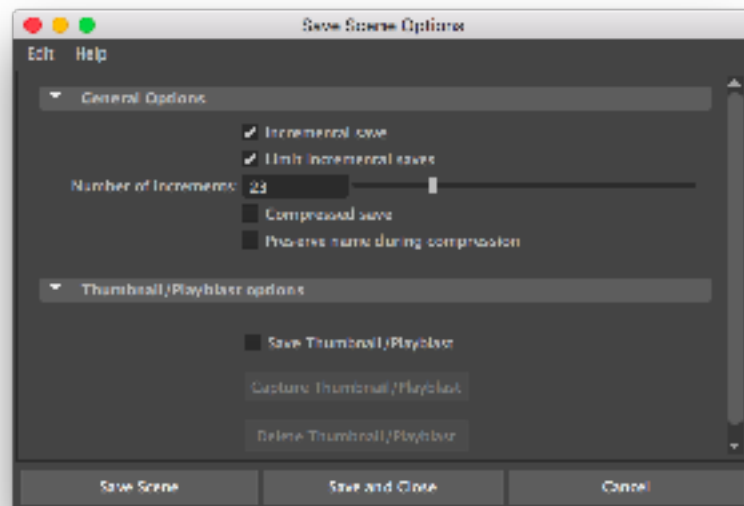 Save Scene Options
Edit Help
General Options
Incremental save
Limit incremental saves
Number of increments: 23
Compressed save
Preserve name during compression
Thumbnail/Playblast options
Save Thumbnail/Playblast
Capture Thumbnail/Playblast
Delete Thumbnail/Playblast
Save Scene Save and Close Cancel